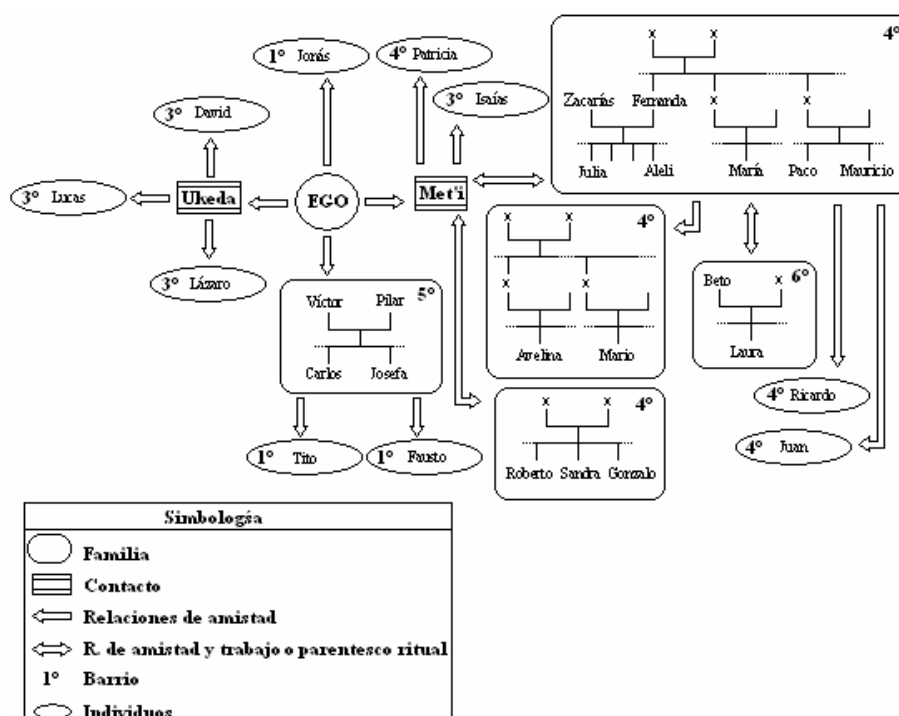 1° Jonás
4° Patricia
4°
x x
3° David
3° Isaías
Zacarías Fernanda x x
3° Lucas
Ukeda
EGO
Met'i
Julia Aleli María Paco Mauricio
3° Lázaro
x x 4°
Víctor Pilar 5°
x x
Beto x 6°
Carlos Josefa
Avelina Mario
Laura
x x 4°
4° Ricardo
1° Tito
1° Fausto
Roberto Sandra Gonzalo
4° Juan
Simbología
Familia
Contacto
Relaciones de amistad
R. de amistad y trabajo o parentesco ritual
1° Barrio
Individuos